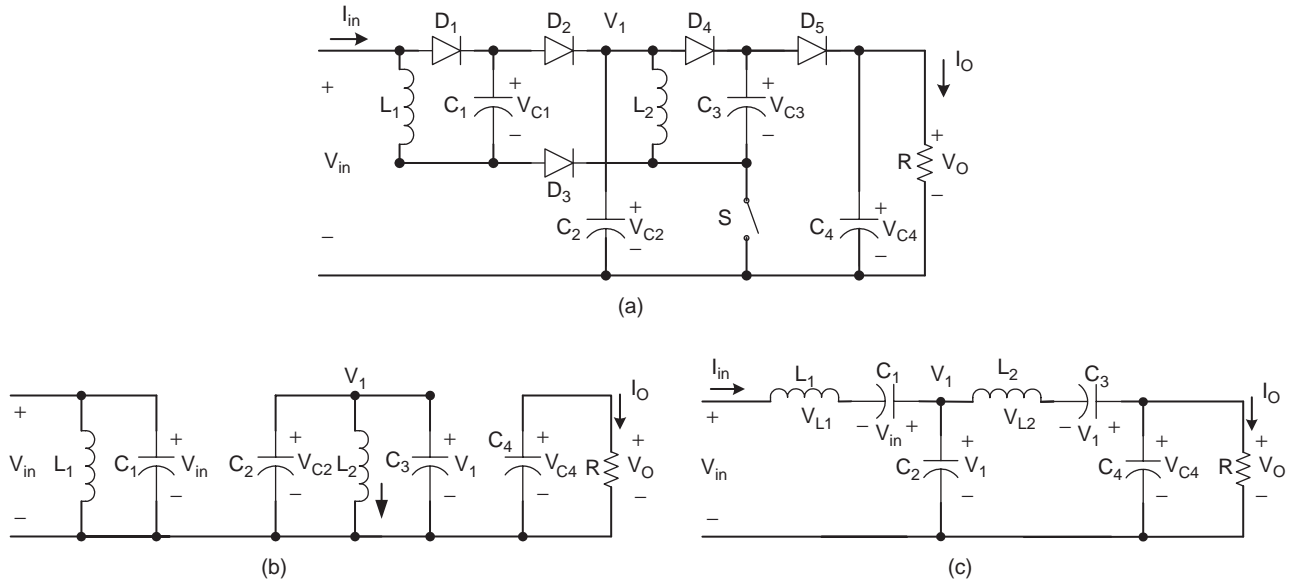 I_in D_1 D_2 V_1 D_4 D_5
I_O
+ L_1 C_1 + V_C1 L_2 C_3 + V_C3
− −
V_in D_3 R + V_O −
S
− C_2 + V_C2 − C_4 + V_C4 −
(a)
V_1 I_O
+ V_in − L_1 C_1 + V_in − C_2 + V_C2 − L_2 C_3 + V_1 − C_4 + V_C4 − R + V_O −
(b)
I_in L_1 C_1 V_1 L_2 C_3 I_O
+ V_L1 − V_in + V_L2 − V_1 +
V_in C_2 + V_1 − C_4 + V_C4 − R + V_O −
−
(c)